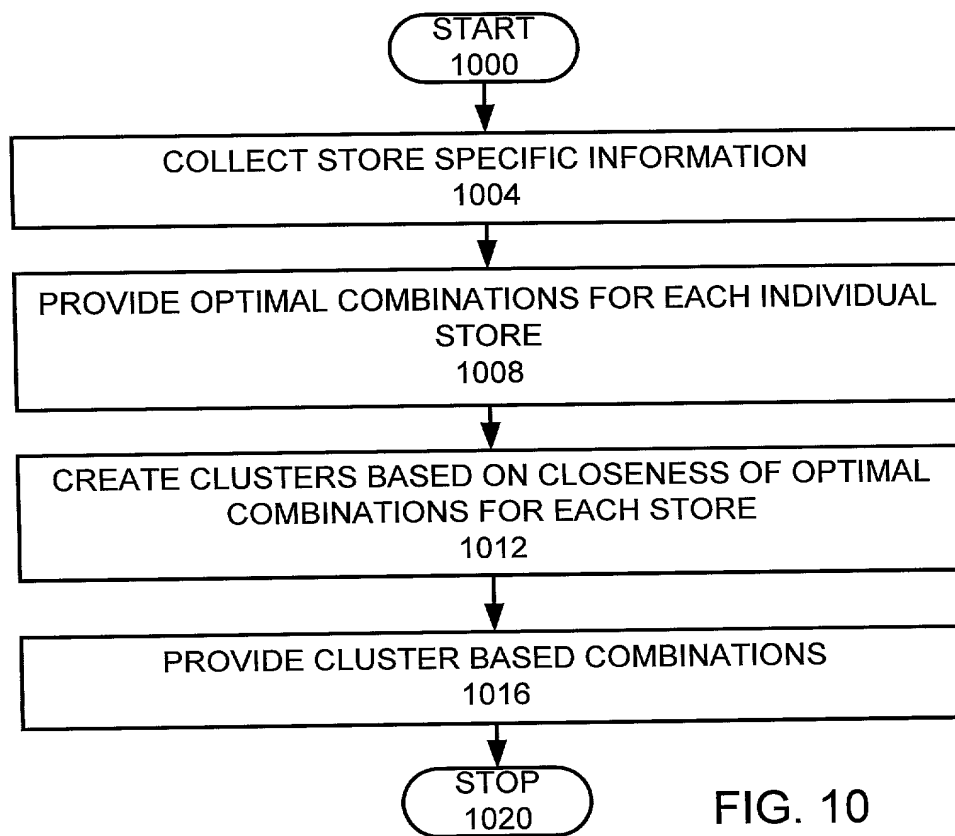 START
1000
COLLECT STORE SPECIFIC INFORMATION
1004
PROVIDE OPTIMAL COMBINATIONS FOR EACH INDIVIDUAL
STORE
1008
CREATE CLUSTERS BASED ON CLOSENESS OF OPTIMAL
COMBINATIONS FOR EACH STORE
1012
PROVIDE CLUSTER BASED COMBINATIONS
1016
STOP
1020
FIG. 10